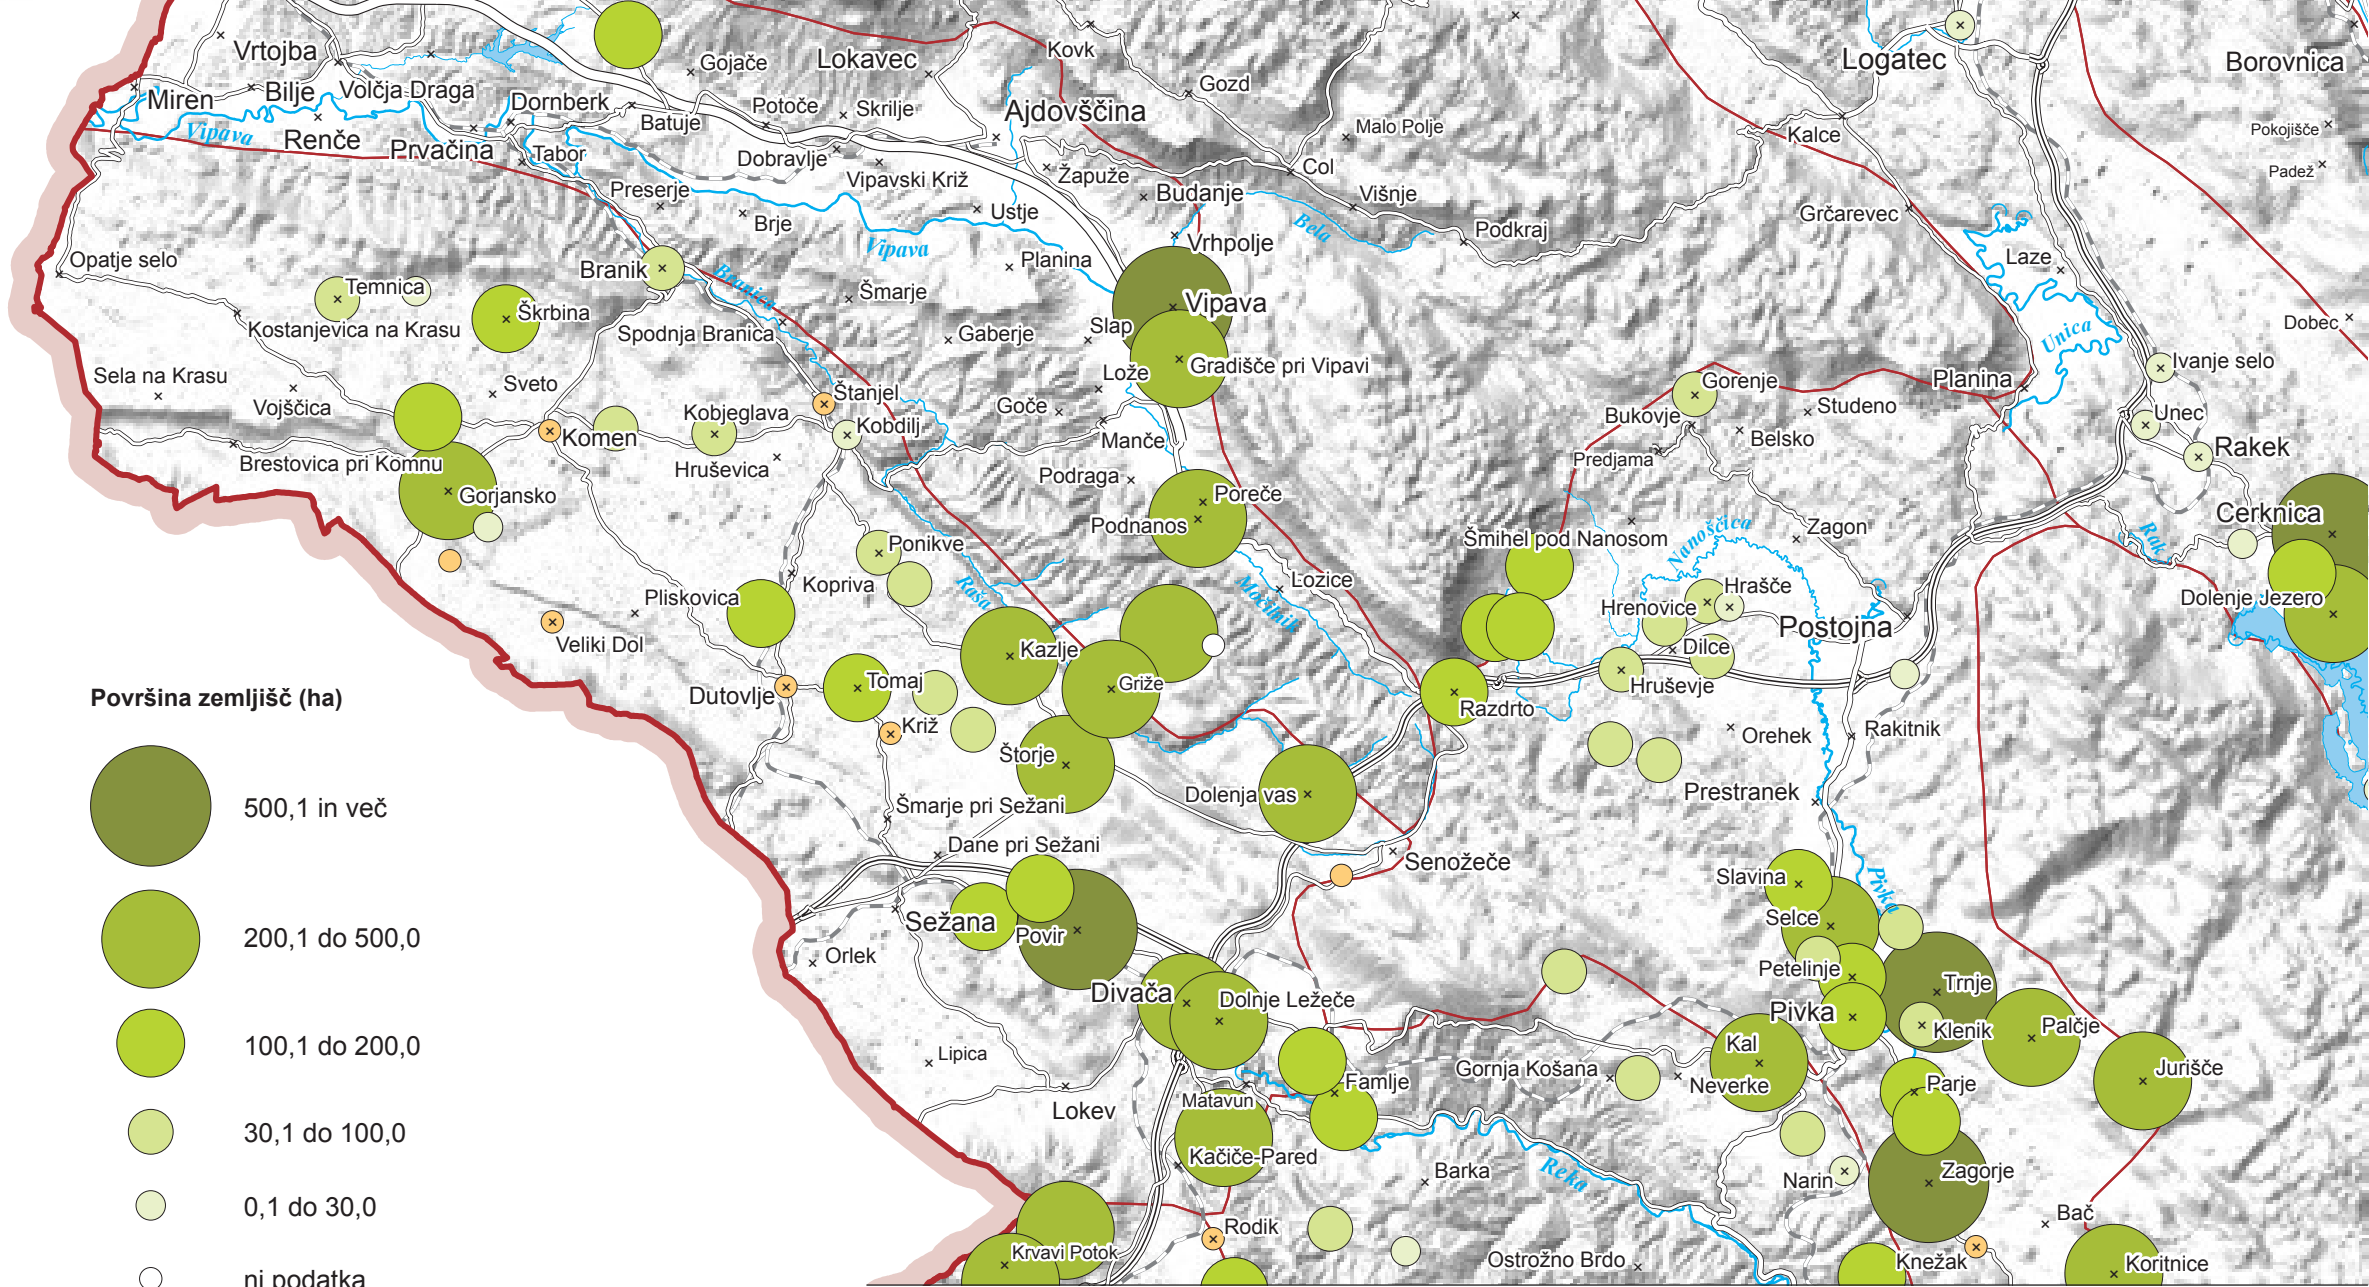 Vrtojba
Gojače
Lokavec
Kovk
Logatec
Borovnica
Miren
Bilje
Volčja Draga
Dornberk
Potoče
Skrilje
Gozd
Ajdovščina
Batuje
Malo Polje
Kalce
Pokojišče
Vipava
Renče
Prvačina
Tabor
Dobravlje
Vipavski Križ
Žapuže
Col
Padež
Preserje
Budanje
Višnje
Brje
Ustje
Bela
Podkraj
Grčarevec
Vipava
Vrhpolje
Opatje selo
Branik
Branica
Planina
Laze
Temnica
Šmarje
Vipava
Škrbina
Kostanjevica na Krasu
Spodnja Branica
Gaberje
Slap
Unica
Dobec
Gradišče pri Vipavi
Ivanje selo
Sela na Krasu
Sveto
Lože
Gorenje
Planina
Vojščica
Štanjel
Goče
Bukovje
Studeno
Kobjeglava
Unec
Komen
Kobdilj
Manče
Belsko
Rakek
Brestovica pri Komnu
Hruševica
Podraga
Predjama
Gorjansko
Poreče
Podnanos
Cerknica
Šmihel pod Nanosom
Nanoščica
Zagon
Rak
Ponikve
Kopriva
Raša
Močilnik
Lozice
Hrašče
Pliskovica
Hrenovice
Dolenje Jezero
Veliki Dol
Kazlje
Postojna
Dilce
Dutovlje
Tomaj
Griže
Hruševje
Razdrto
Površina zemljišč (ha)
Križ
Štorje
Orehek
Rakitnik
Dolenja vas
Prestranek
500,1 in več
Šmarje pri Sežani
Dane pri Sežani
Senožeče
Slavina
Pivka
Sežana
Povir
Selce
200,1 do 500,0
Orlek
Petelinje
Trnje
Divača
Dolnje Ležeče
Pivka
Klenik
Palčje
100,1 do 200,0
Lipica
Kal
Gornja Košana
Neverke
Jurišče
Famlje
Parje
Lokev
Matavun
30,1 do 100,0
Kačiče-Pared
Barka
Reka
Narin
Zagorje
0,1 do 30,0
Rodik
Bač
Krvavi Potok
Ostrožno Brdo
Knežak
Koritnice
ni podatka